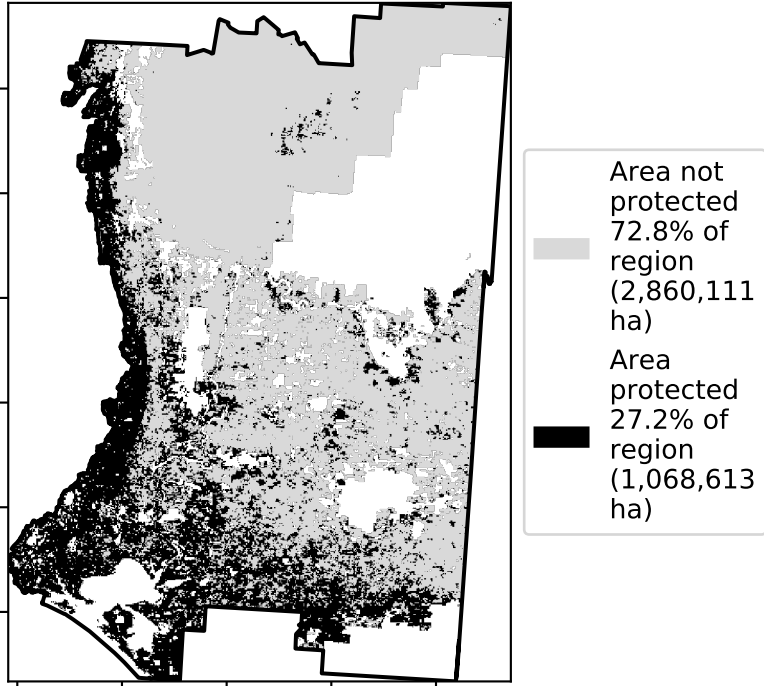 Area not
protected
72.8% of
region
(2,860,111
ha)
Area
protected
27.2% of
region
(1,068,613
ha)